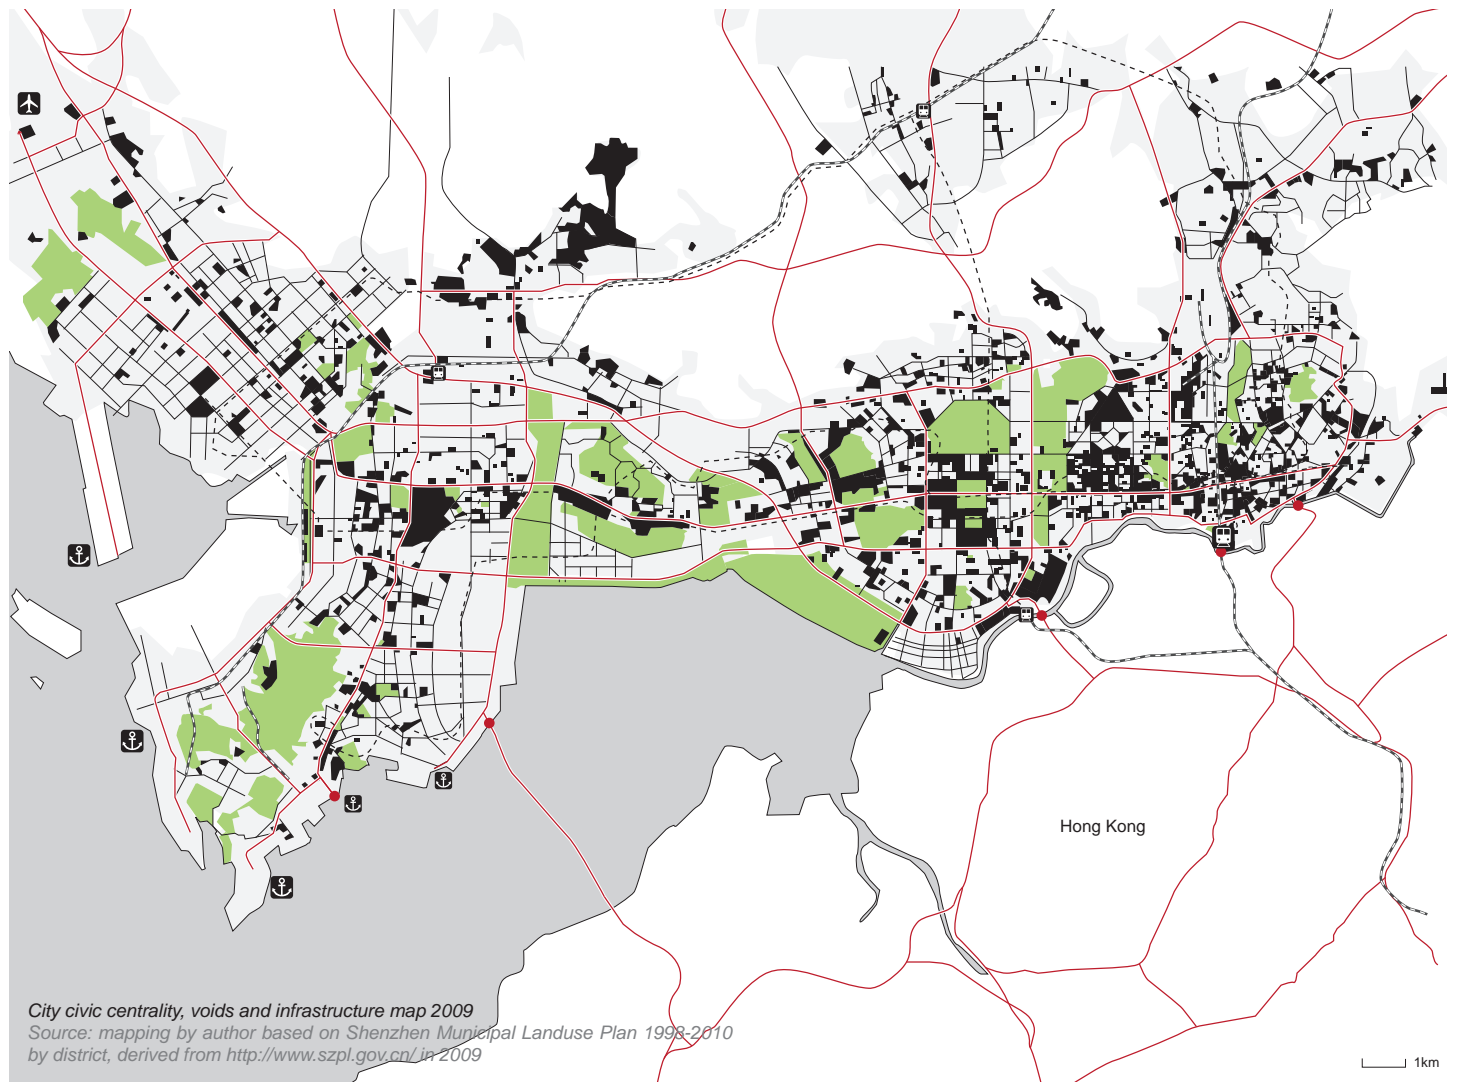 Hong Kong
City civic centrality, voids and infrastructure map 2009
Source: mapping by author based on Shenzhen Municipal Landuse Plan 1998-2010
by district, derived from http://www.szpl.gov.cn/ in 2009
1km